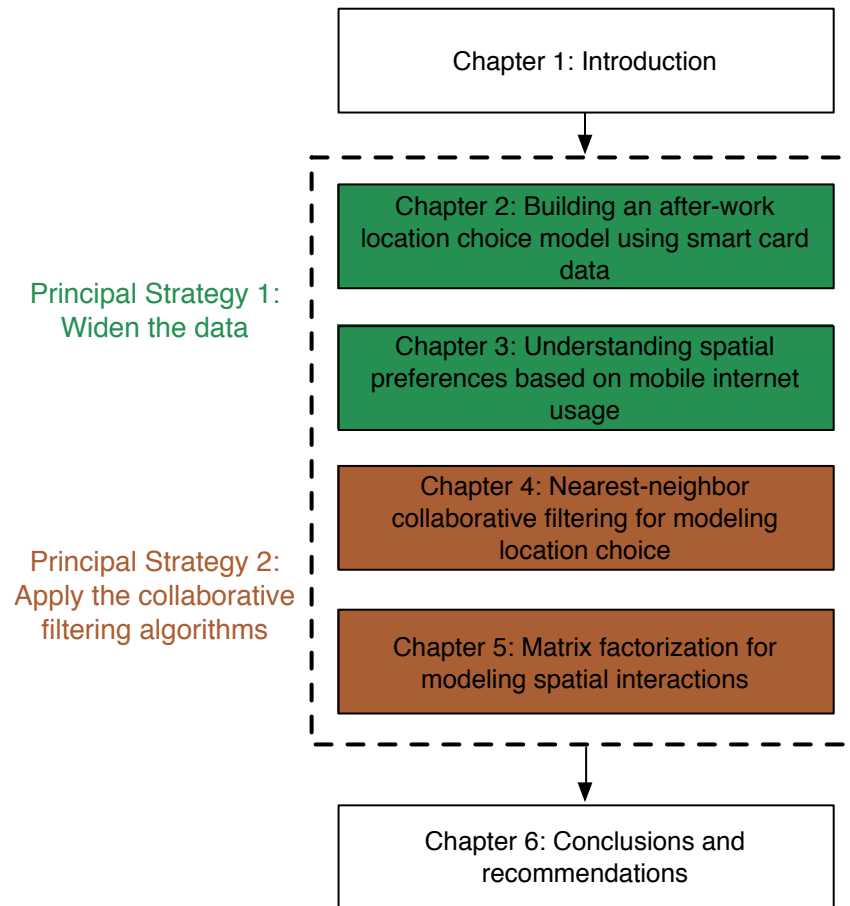 Chapter 1: Introduction
Principal Strategy 1:
Widen the data
Chapter 2: Building an after-work
location choice model using smart card
data
Chapter 3: Understanding spatial
preferences based on mobile internet
usage
Principal Strategy 2:
Apply the collaborative
filtering algorithms
Chapter 4: Nearest-neighbor
collaborative filtering for modeling
location choice
Chapter 5: Matrix factorization for
modeling spatial interactions
Chapter 6: Conclusions and
recommendations